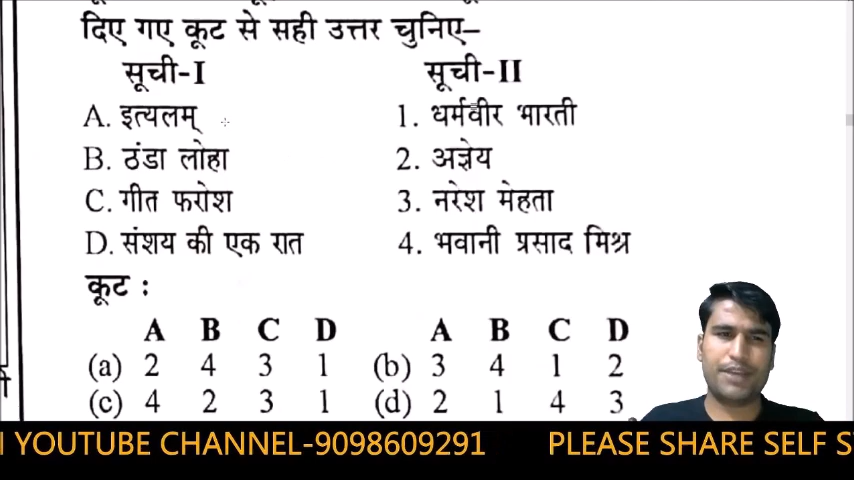 दिए गए कूट से सही उत्तर चुनिए–
सूची-I सूची-II
A. इत्यलम् 1. धर्मवीर भारती
B. ठंडा लोहा 2. अज्ञेय
C. गीत फरोश 3. नरेश मेहता
D. संशय की एक रात 4. भवानी प्रसाद मिश्र
कूट :
A B C D A B C D
(a) 2 4 3 1 (b) 3 4 1 2
(c) 4 2 3 1 (d) 2 1 4 3
YOUTUBE CHANNEL-9098609291 PLEASE SHARE SELF